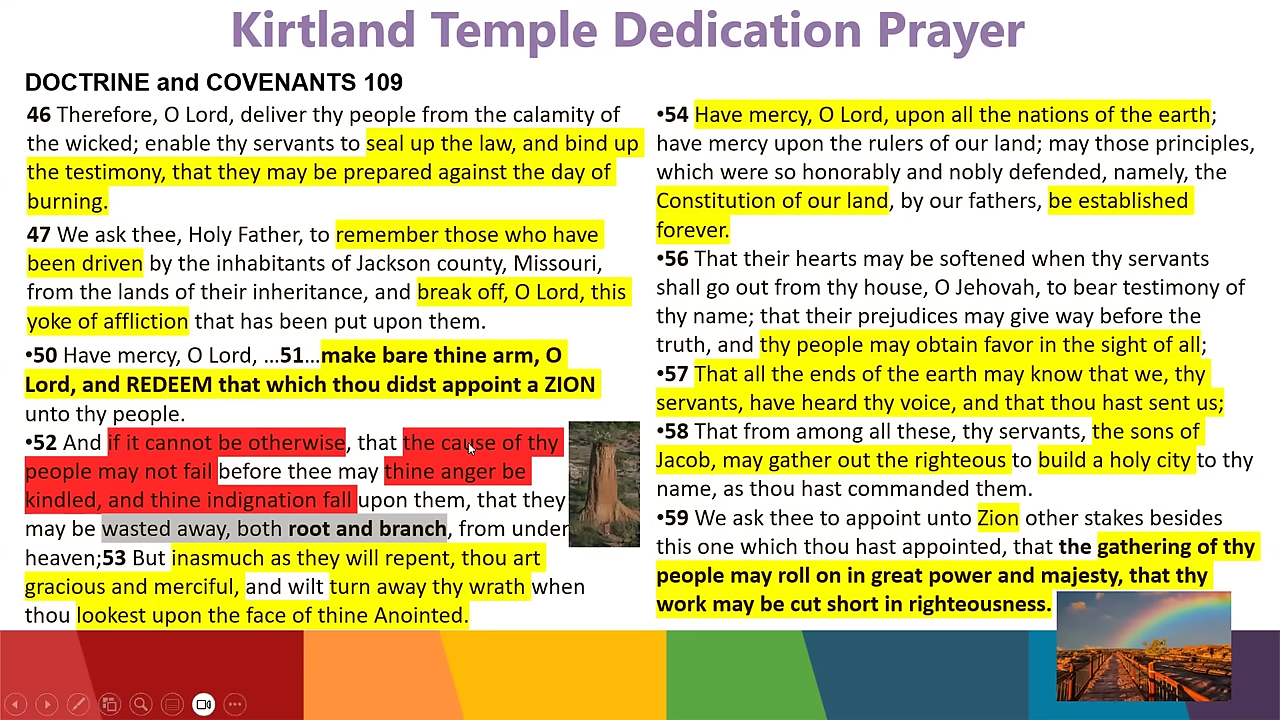 Kirtland Temple Dedication Prayer
DOCTRINE and COVENANTS 109
46 Therefore, O Lord, deliver thy people from the calamity of
the wicked; enable thy servants to seal up the law, and bind up
the testimony, that they may be prepared against the day of
burning.
47 We ask thee, Holy Father, to remember those who have
been driven by the inhabitants of Jackson county, Missouri,
from the lands of their inheritance, and break off, O Lord, this
yoke of affliction that has been put upon them.
•50 Have mercy, O Lord, …51…make bare thine arm, O
Lord, and REDEEM that which thou didst appoint a ZION
unto thy people.
•52 And if it cannot be otherwise, that the cause of thy
people may not fail before thee may thine anger be
kindled, and thine indignation fall upon them, that they
may be wasted away, both root and branch, from under
heaven;53 But inasmuch as they will repent, thou art
gracious and merciful, and wilt turn away thy wrath when
thou lookest upon the face of thine Anointed.
•54 Have mercy, O Lord, upon all the nations of the earth;
have mercy upon the rulers of our land; may those principles,
which were so honorably and nobly defended, namely, the
Constitution of our land, by our fathers, be established
forever.
•56 That their hearts may be softened when thy servants
shall go out from thy house, O Jehovah, to bear testimony of
thy name; that their prejudices may give way before the
truth, and thy people may obtain favor in the sight of all;
•57 That all the ends of the earth may know that we, thy
servants, have heard thy voice, and that thou hast sent us;
•58 That from among all these, thy servants, the sons of
Jacob, may gather out the righteous to build a holy city to thy
name, as thou hast commanded them.
•59 We ask thee to appoint unto Zion other stakes besides
this one which thou hast appointed, that the gathering of thy
people may roll on in great power and majesty, that thy
work may be cut short in righteousness.